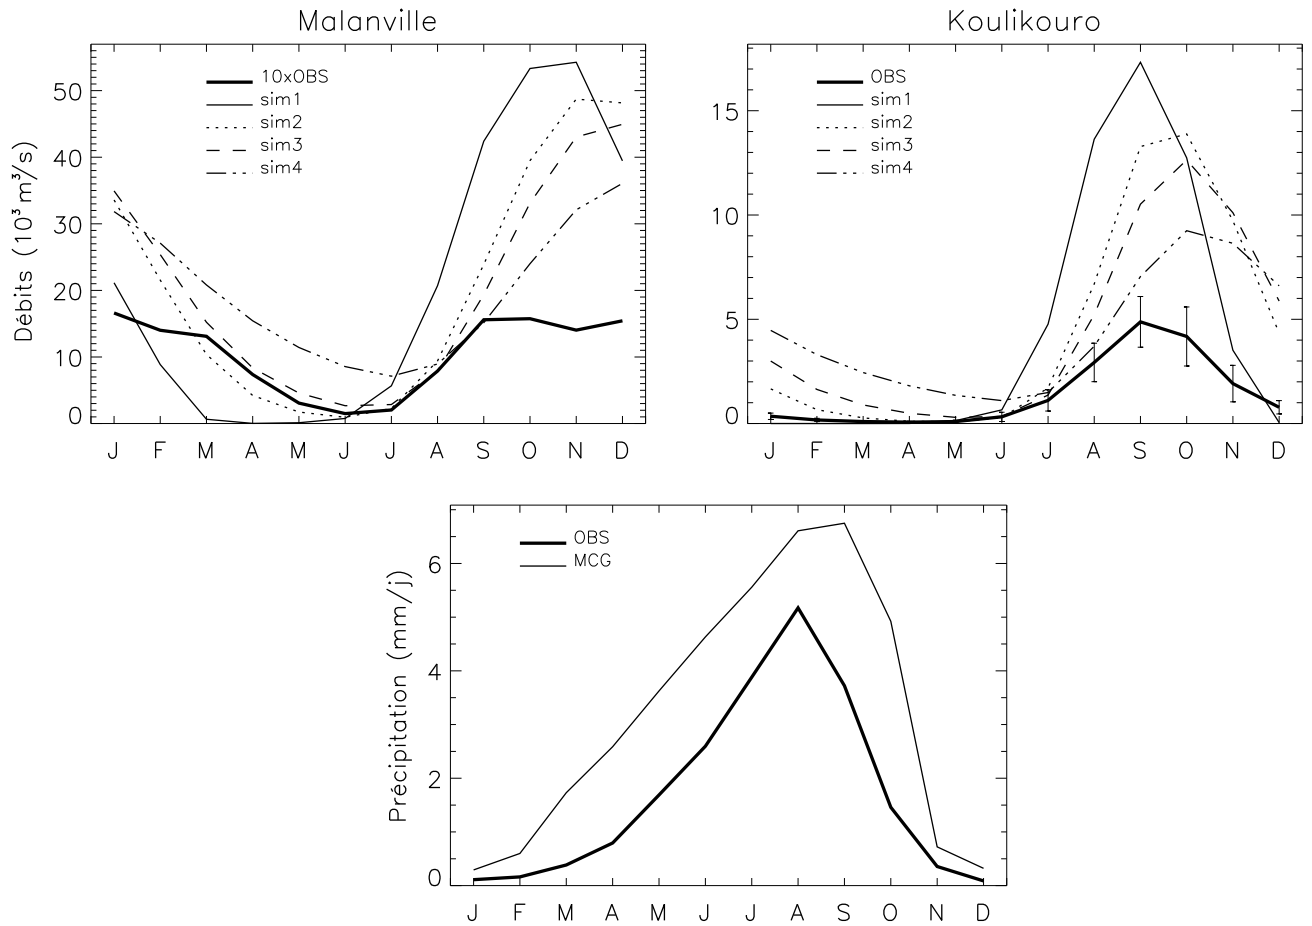 Malanville
Débits (10³ m³/s)
50
40
30
20
10
0
10xOBS
sim1
sim2
sim3
sim4
J F M A M J J A S O N D
Koulikouro
15
10
5
0
OBS
sim1
sim2
sim3
sim4
J F M A M J J A S O N D
Précipitation (mm/j)
6
4
2
0
OBS
MCG
J F M A M J J A S O N D